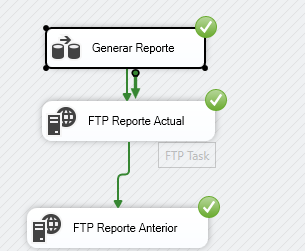 Generar Reporte
FTP Reporte Actual
FTP Task
FTP Reporte Anterior